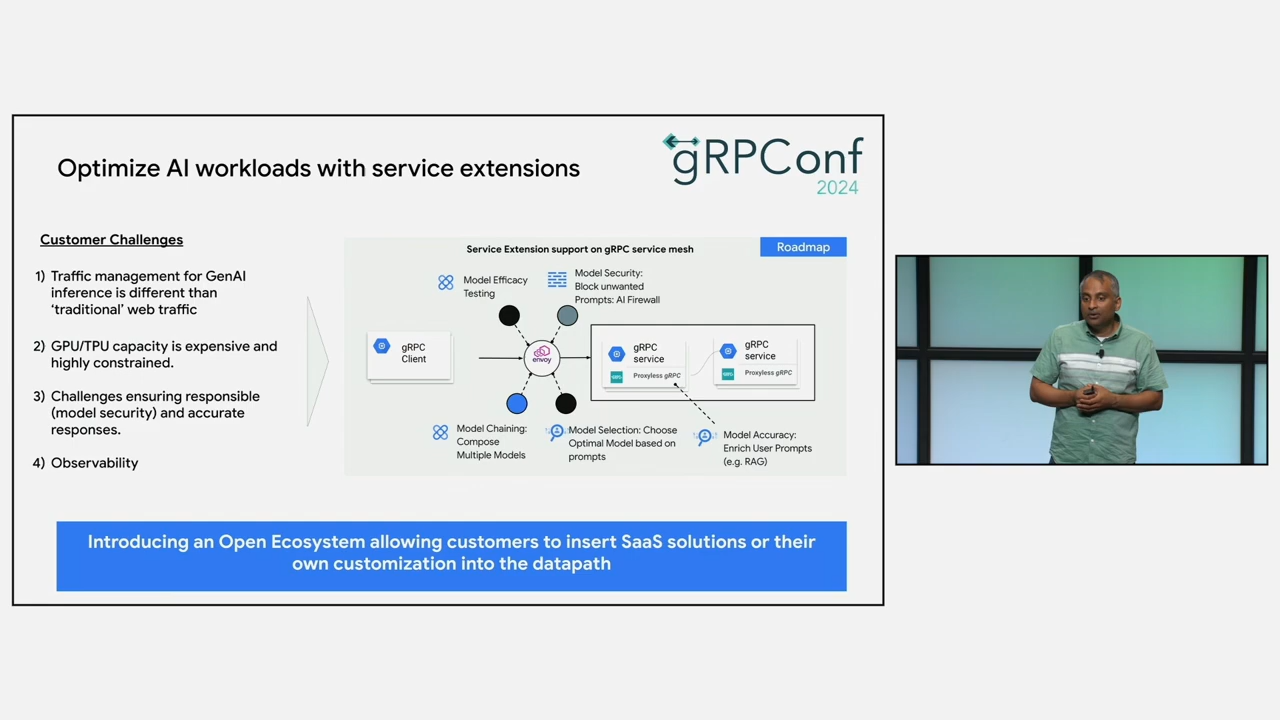 Optimize AI workloads with service extensions
gRPConf
2024
Customer Challenges
1) Traffic management for GenAI
inference is different than
‘traditional’ web traffic
2) GPU/TPU capacity is expensive and
highly constrained.
3) Challenges ensuring responsible
(model security) and accurate
responses.
4) Observability
Service Extension support on gRPC service mesh
Roadmap
Model Efficacy
Testing
Model Security:
Block unwanted
Prompts: AI Firewall
gRPC
Client
envoy
gRPC
service
Proxyless gRPC
gRPC
service
Proxyless gRPC
Model Chaining:
Compose
Multiple Models
Model Selection: Choose
Optimal Model based on
prompts
Model Accuracy:
Enrich User Prompts
(e.g. RAG)
Introducing an Open Ecosystem allowing customers to insert SaaS solutions or their
own customization into the datapath